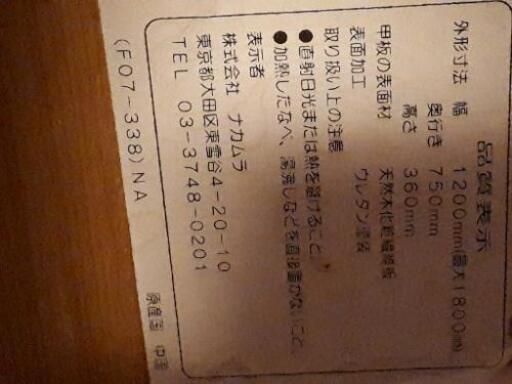 品質表示
外形寸法 幅 1200mm(最大1800mm)
奥行き 750mm
高さ 360mm
甲板の表面材 天然木化粧繊維板
表面加工 ウレタン塗装
取り扱い上の注意
●直射日光または熱を避けること。
●加熱したなべ、湯沸しなどを直接置かないこと。
表示者
株式会社 ナカムラ
東京都大田区東雪谷4-20-10
TEL 03-3748-0201
(F07-338)NA
原産国 中国